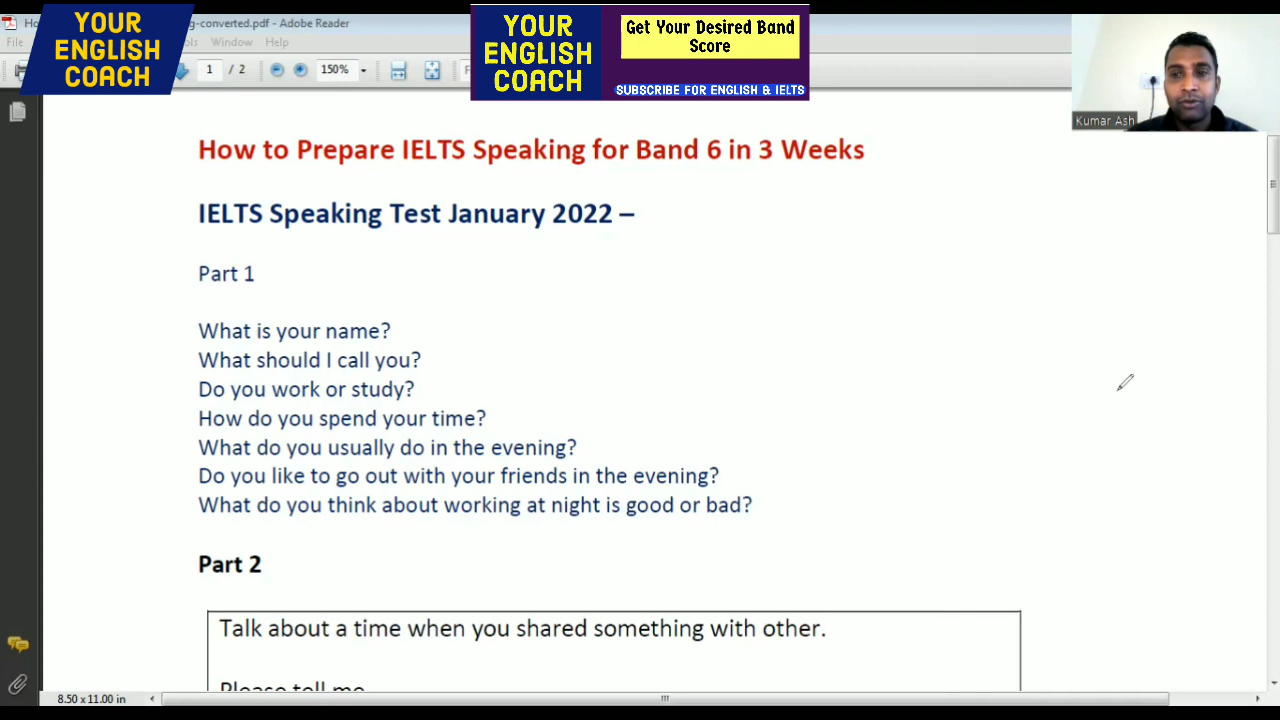 YOUR
ENGLISH
COACH
g-converted.pdf - Adobe Reader
File
Window Help
1 / 2
150%
YOUR
ENGLISH
COACH
Get Your Desired Band
Score
SUBSCRIBE FOR ENGLISH & IELTS
Kumar Ash
How to Prepare IELTS Speaking for Band 6 in 3 Weeks
IELTS Speaking Test January 2022 –
Part 1
What is your name?
What should I call you?
Do you work or study?
How do you spend your time?
What do you usually do in the evening?
Do you like to go out with your friends in the evening?
What do you think about working at night is good or bad?
Part 2
Talk about a time when you shared something with other.
Please tell me
8.50 x 11.00 in